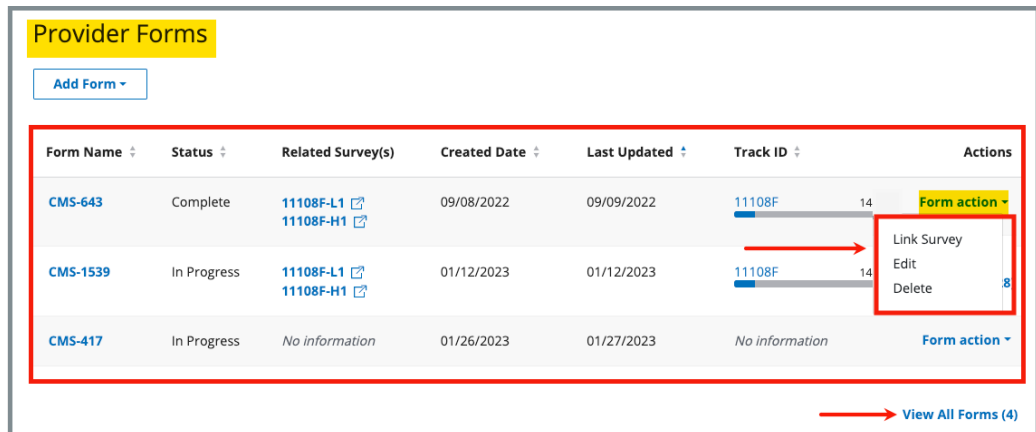 Provider Forms
Add Form
Form Name Status Related Survey(s) Created Date Last Updated Track ID Actions
CMS-643 Complete 11108F-L1 09/08/2022 09/09/2022 11108F 14 Form action
11108F-H1
Link Survey
Edit
Delete
CMS-1539 In Progress 11108F-L1 01/12/2023 01/12/2023 11108F 14
11108F-H1
CMS-417 In Progress No information 01/26/2023 01/27/2023 No information Form action
View All Forms (4)